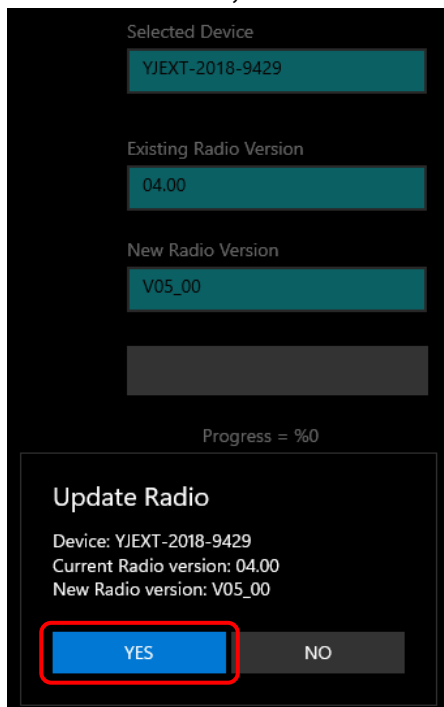 Selected Device
YJEXT-2018-9429
Existing Radio Version
04.00
New Radio Version
V05_00
Progress = %0
Update Radio
Device: YJEXT-2018-9429
Current Radio version: 04.00
New Radio version: V05_00
YES NO